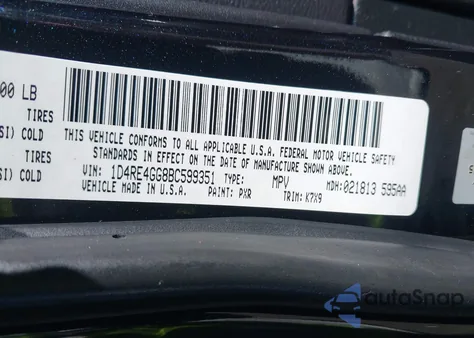 00 LB
TIRES
SI) COLD
TIRES
SI) COLD
THIS VEHICLE CONFORMS TO ALL APPLICABLE U.S.A. FEDERAL MOTOR VEHICLE SAFETY
STANDARDS IN EFFECT ON THE DATE OF MANUFACTURE SHOWN ABOVE.
VIN: 1D4RE4GG8BC599351 TYPE: MPV MDH: 021813 595AA
VEHICLE MADE IN U.S.A. PAINT: PXR TRIM: K7X9
autoSnap